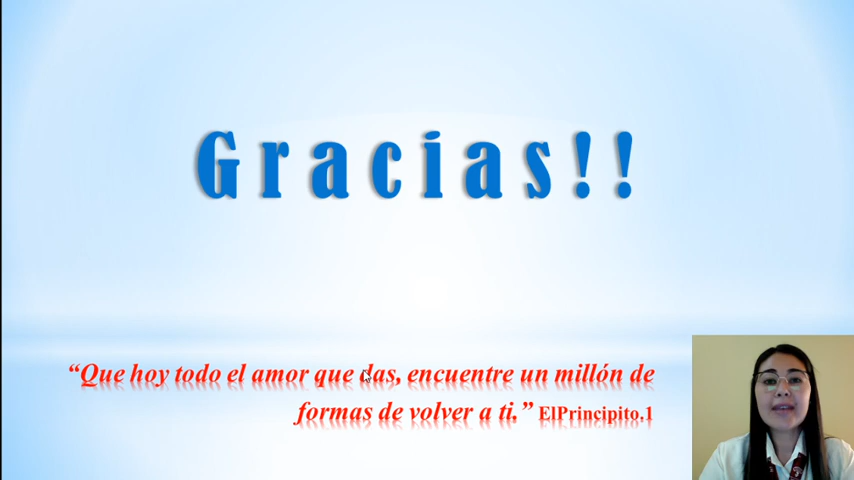 Gracias!!
“Que hoy todo el amor que das, encuentre un millón de
formas de volver a ti.” ElPrincipito.1